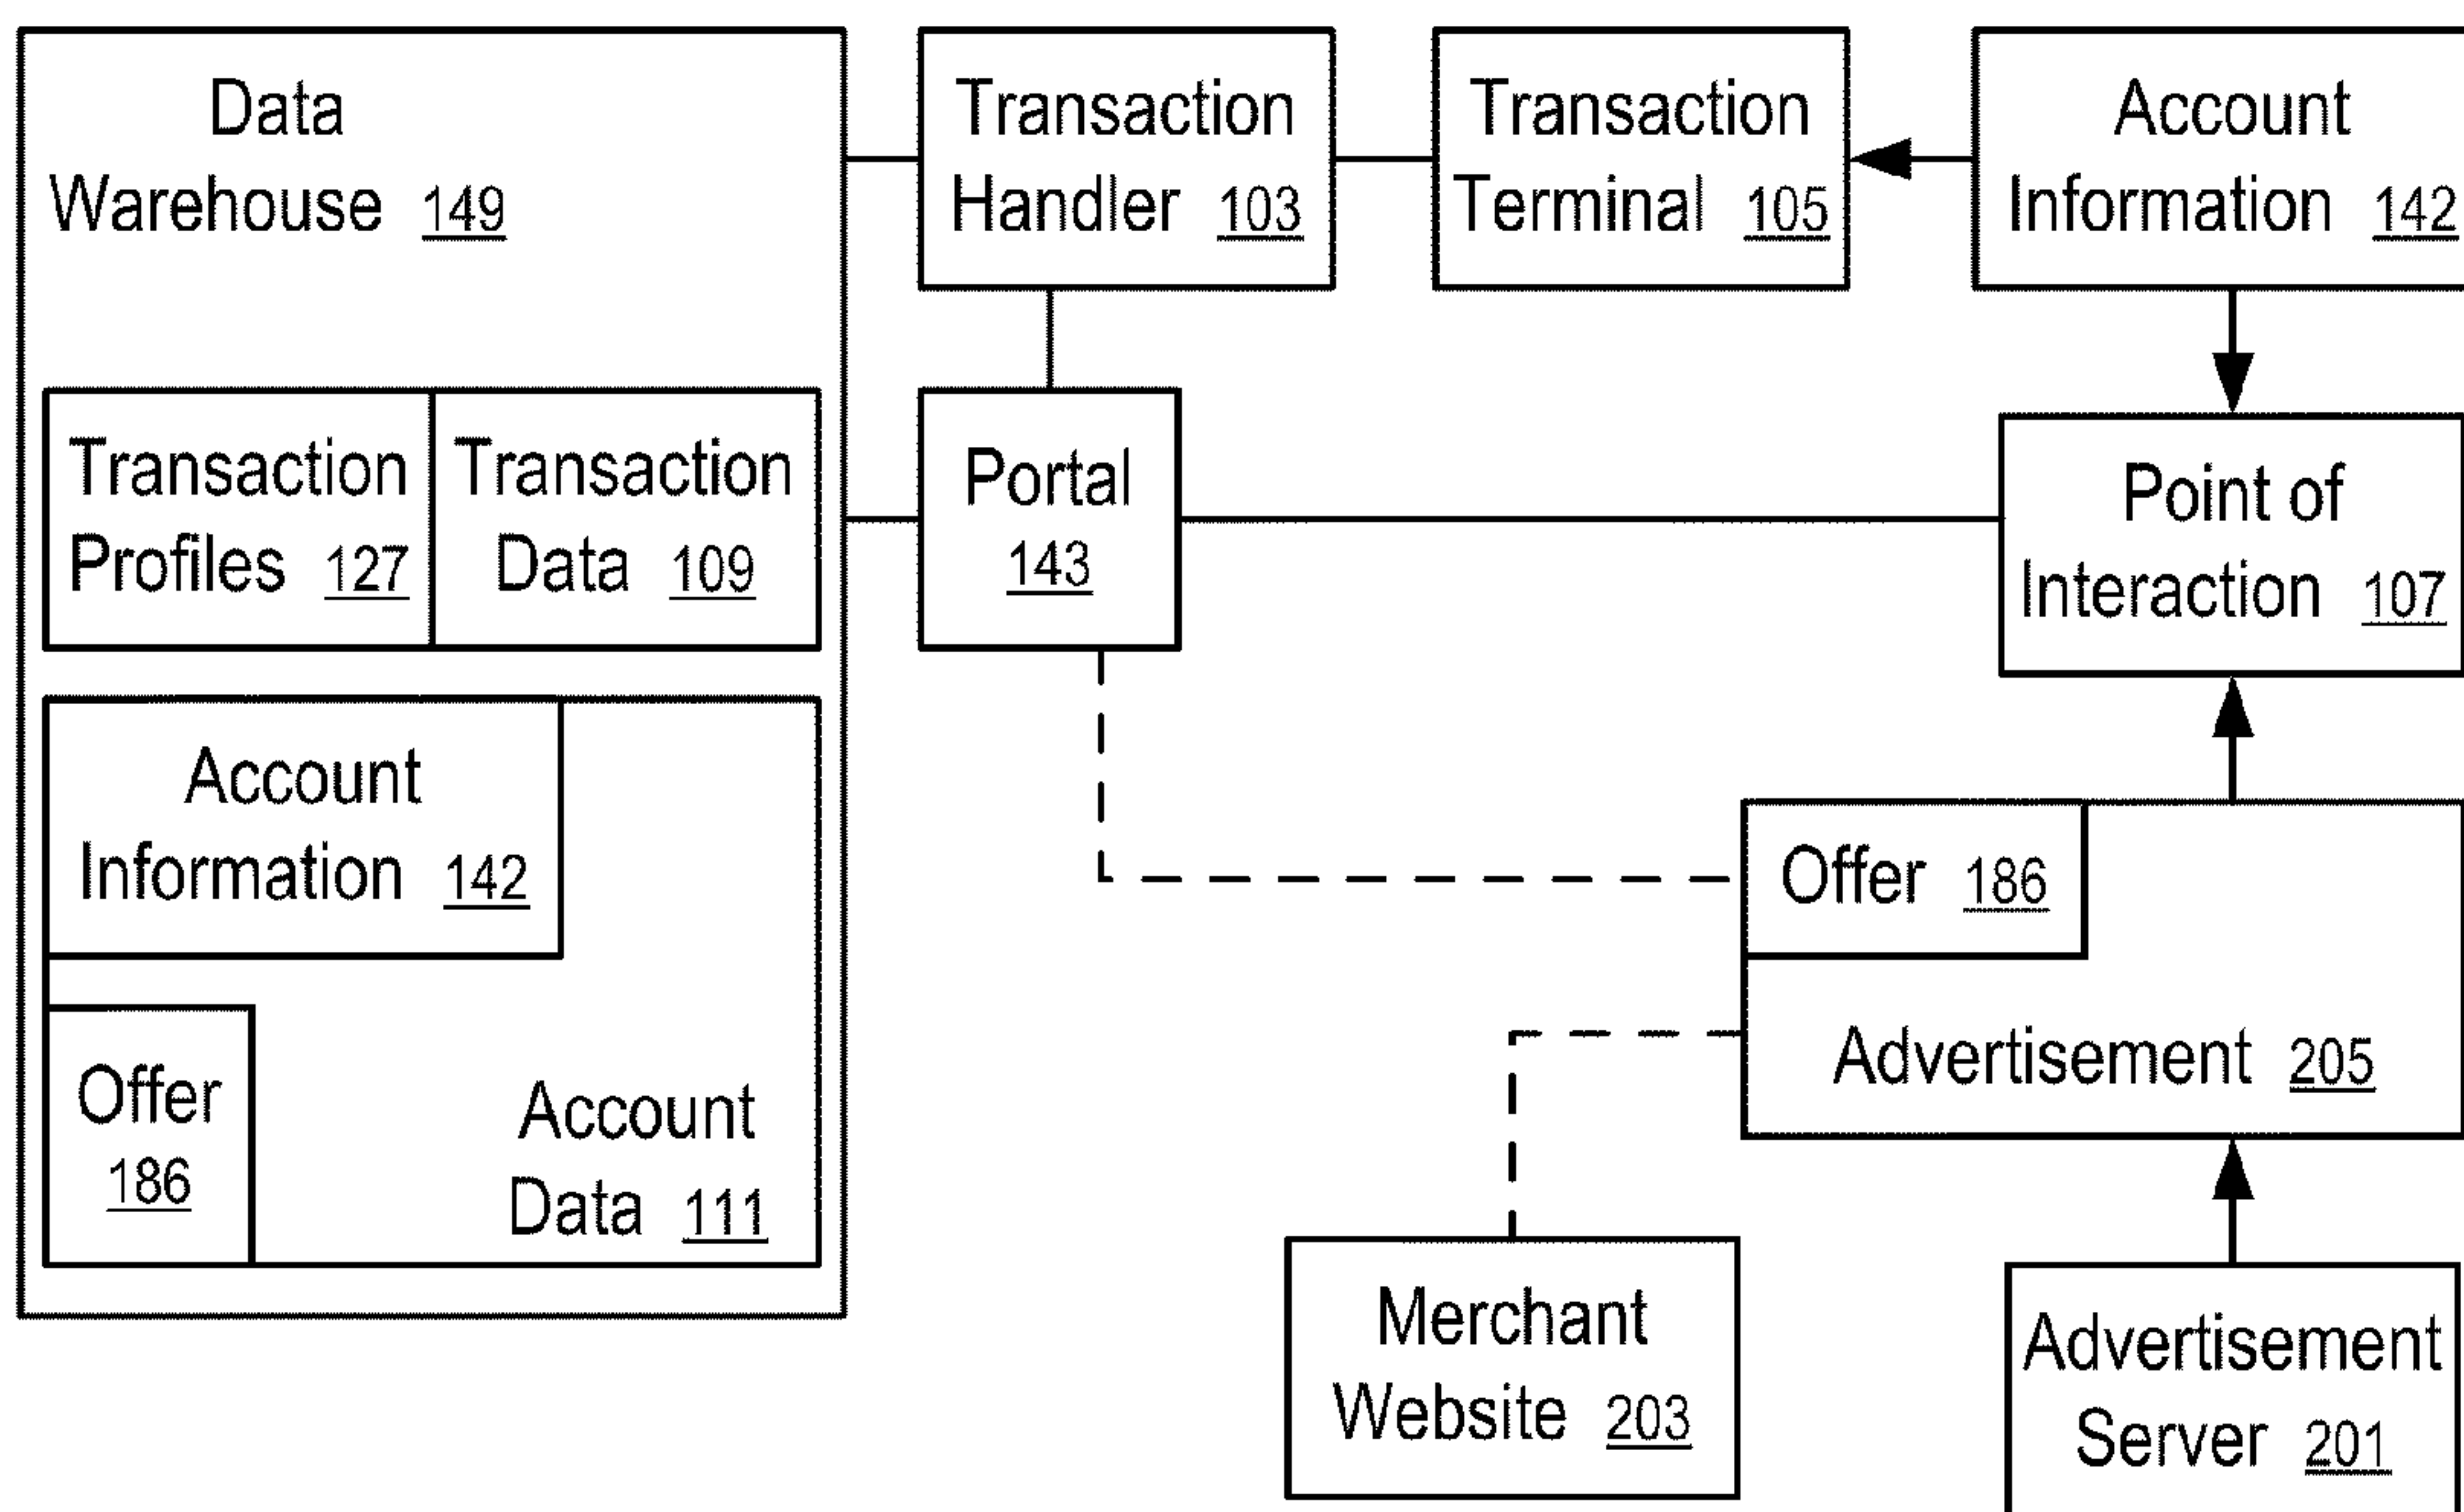 Data
Warehouse 149
Transaction
Handler 103
Transaction
Terminal 105
Account
Information 142
Transaction
Profiles 127
Transaction
Data 109
Portal
143
Point of
Interaction 107
Account
Information 142
Offer 186
Advertisement 205
Offer
186
Account
Data 111
Merchant
Website 203
Advertisement
Server 201